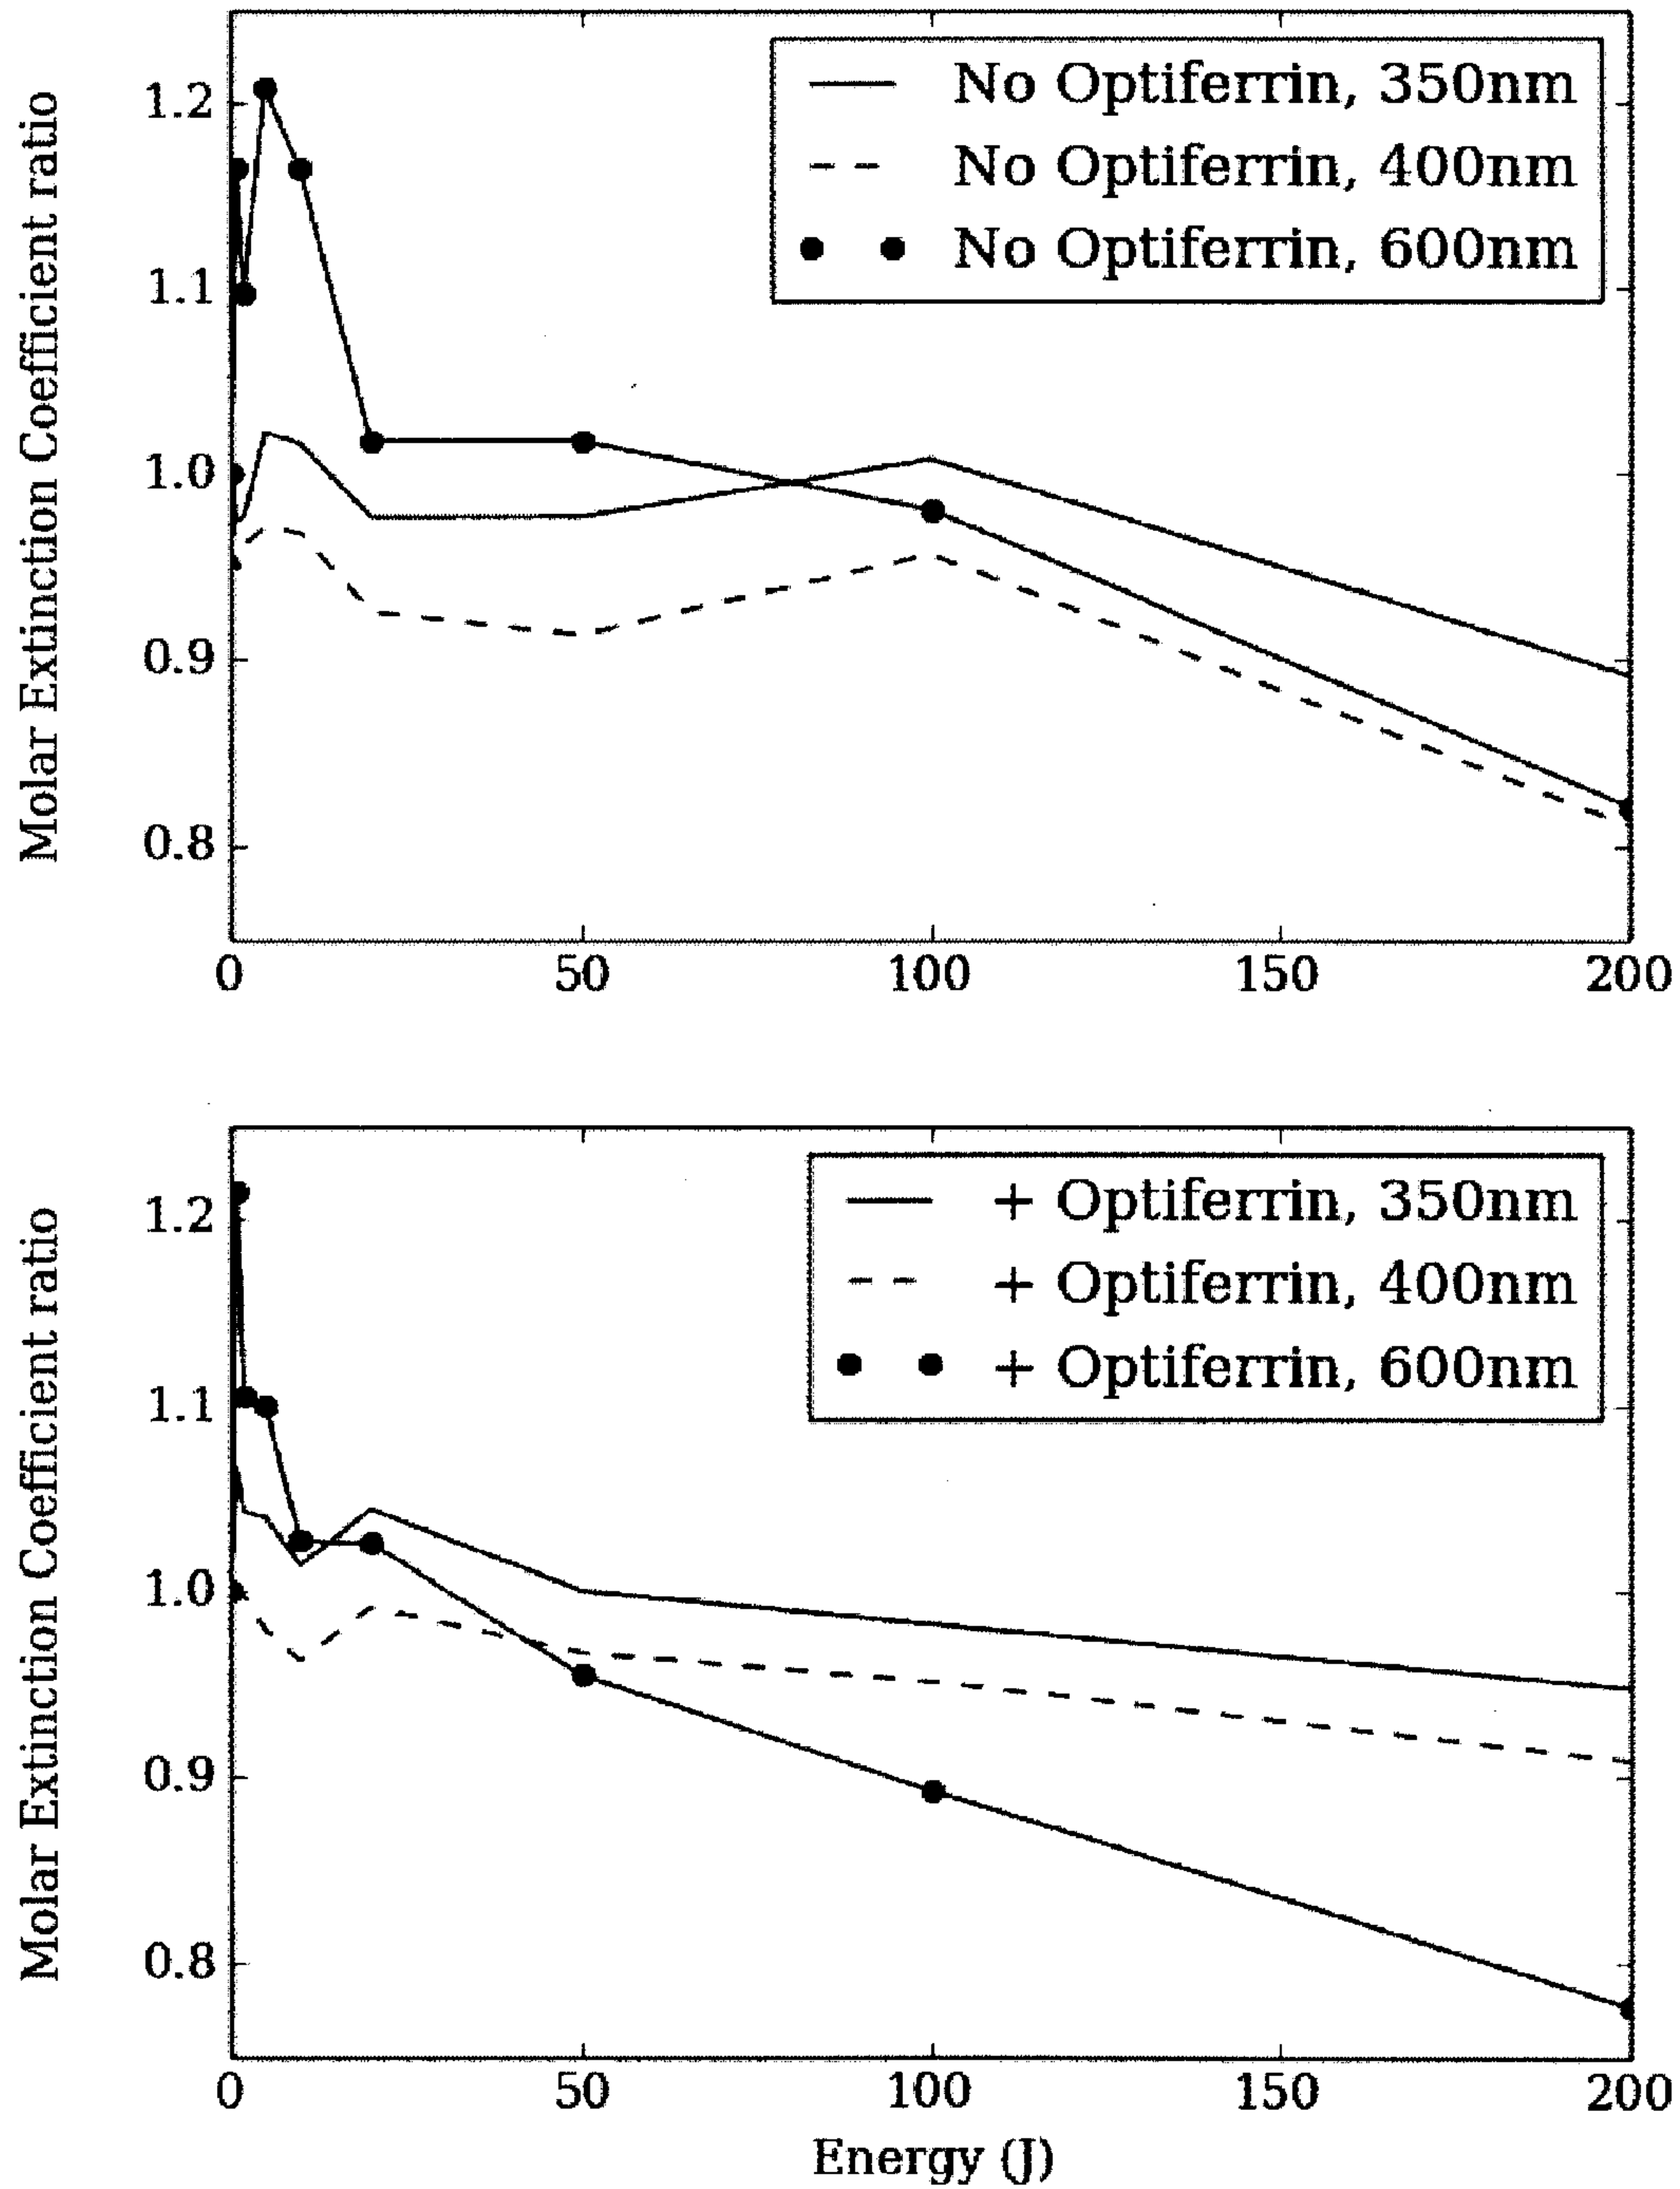 Molar Extinction Coefficient ratio
1.2
1.1
1.0
0.9
0.8
No Optiferrin, 350nm
No Optiferrin, 400nm
No Optiferrin, 600nm
0 50 100 150 200
Molar Extinction Coefficient ratio
1.2
1.1
1.0
0.9
0.8
+ Optiferrin, 350nm
+ Optiferrin, 400nm
+ Optiferrin, 600nm
0 50 100 150 200
Energy (J)